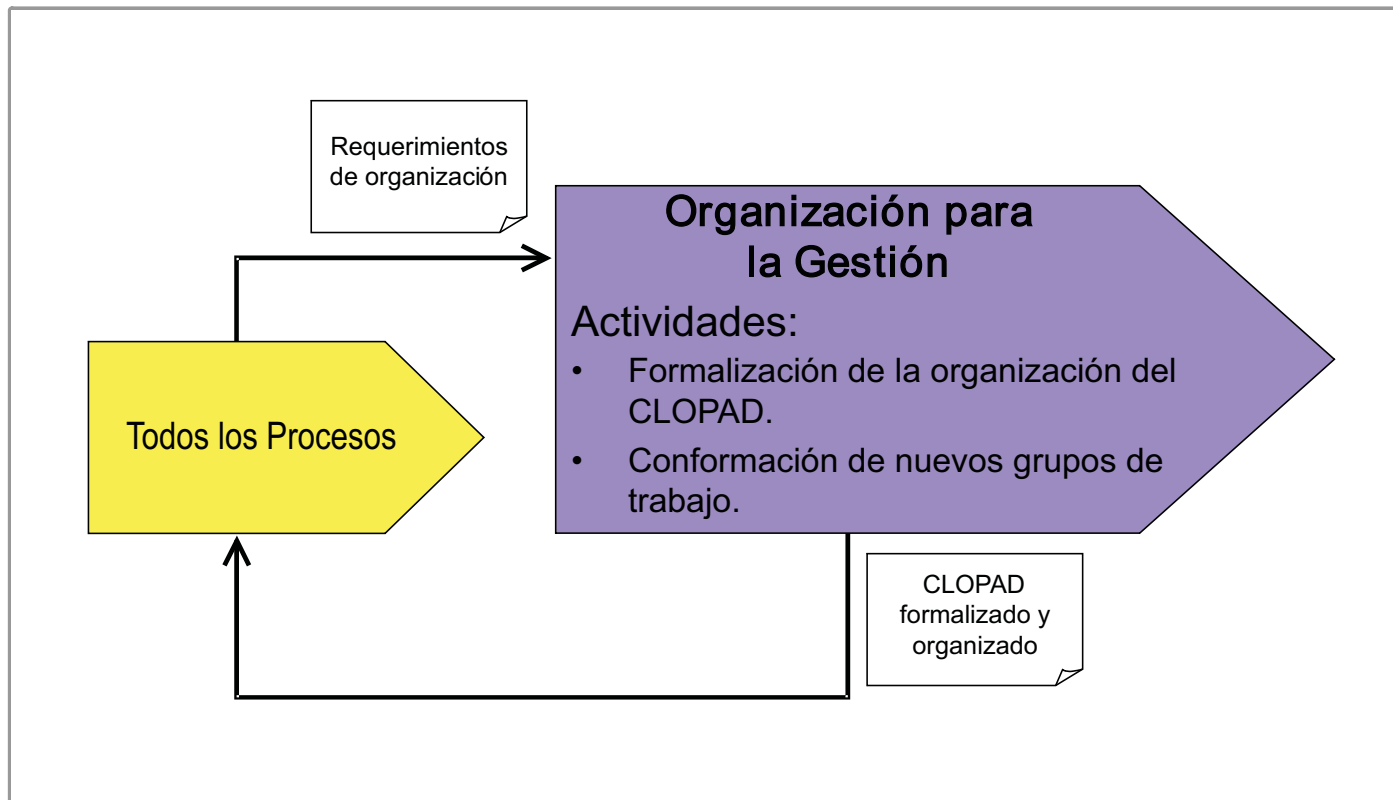 Requerimientos
de organización
Organización para
la Gestión
Actividades:
• Formalización de la organización del
CLOPAD.
• Conformación de nuevos grupos de
trabajo.
Todos los Procesos
CLOPAD
formalizado y
organizado